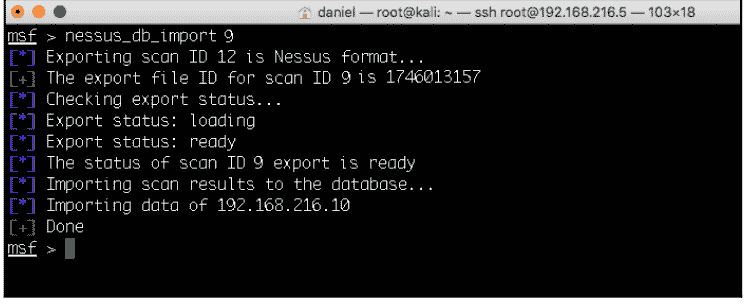 daniel — root@kali: ~ — ssh root@192.168.216.5 — 103×18
msf > nessus_db_import 9
[*] Exporting scan ID 12 is Nessus format...
[+] The export file ID for scan ID 9 is 1746013157
[*] Checking export status...
[*] Export status: loading
[*] Export status: ready
[*] The status of scan ID 9 export is ready
[*] Importing scan results to the database...
[*] Importing data of 192.168.216.10
[+] Done
msf >